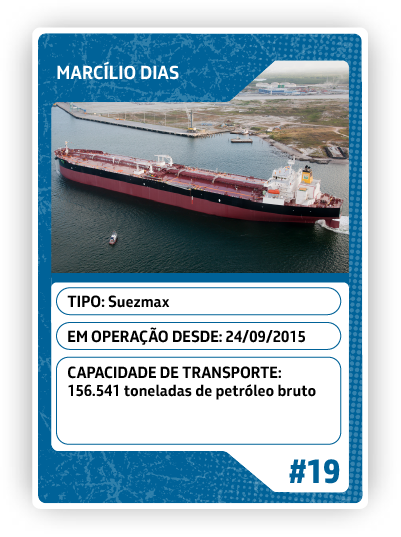 MARCÍLIO DIAS
TIPO: Suezmax
EM OPERAÇÃO DESDE: 24/09/2015
CAPACIDADE DE TRANSPORTE:
156.541 toneladas de petróleo bruto
#19